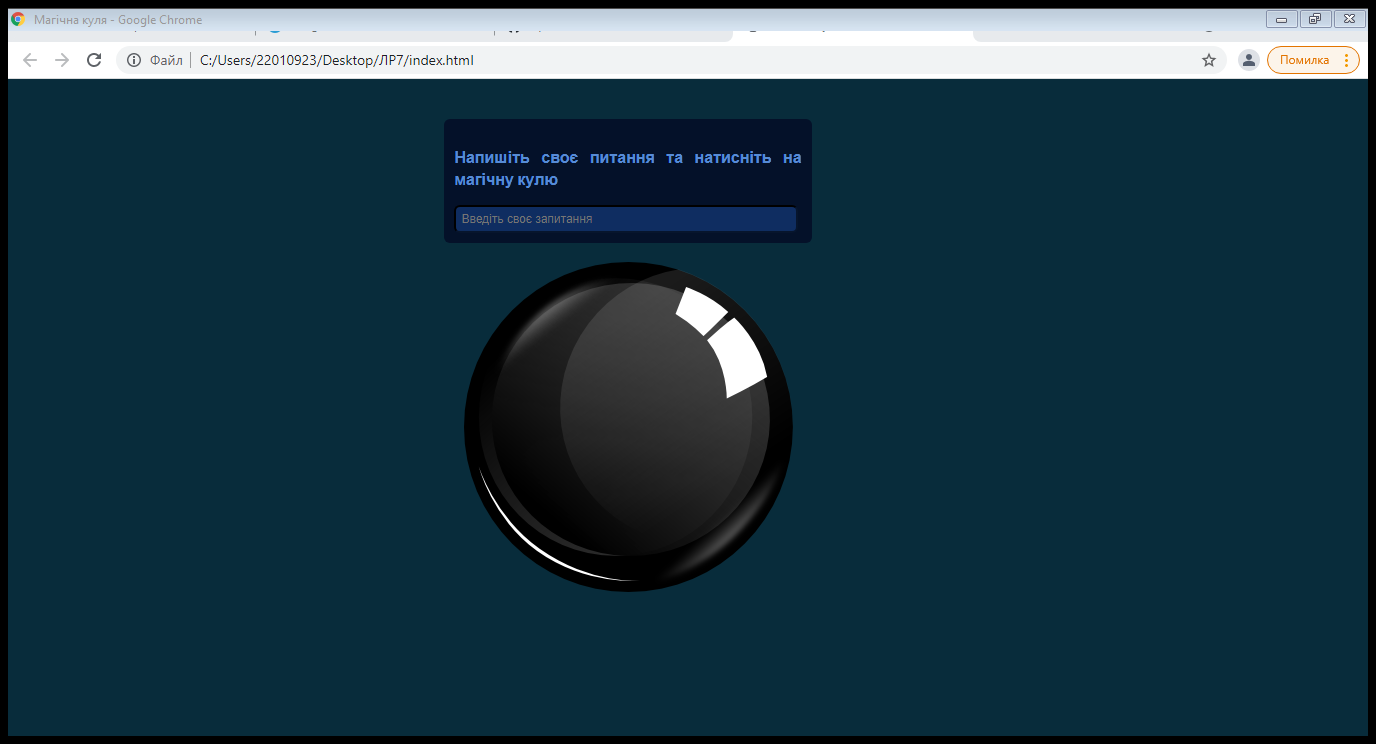 Магічна куля - Google Chrome
Файл
C:/Users/22010923/Desktop/ЛР7/index.html
Помилка
Напишіть своє питання та натисніть на
магічну кулю
Введіть своє запитання